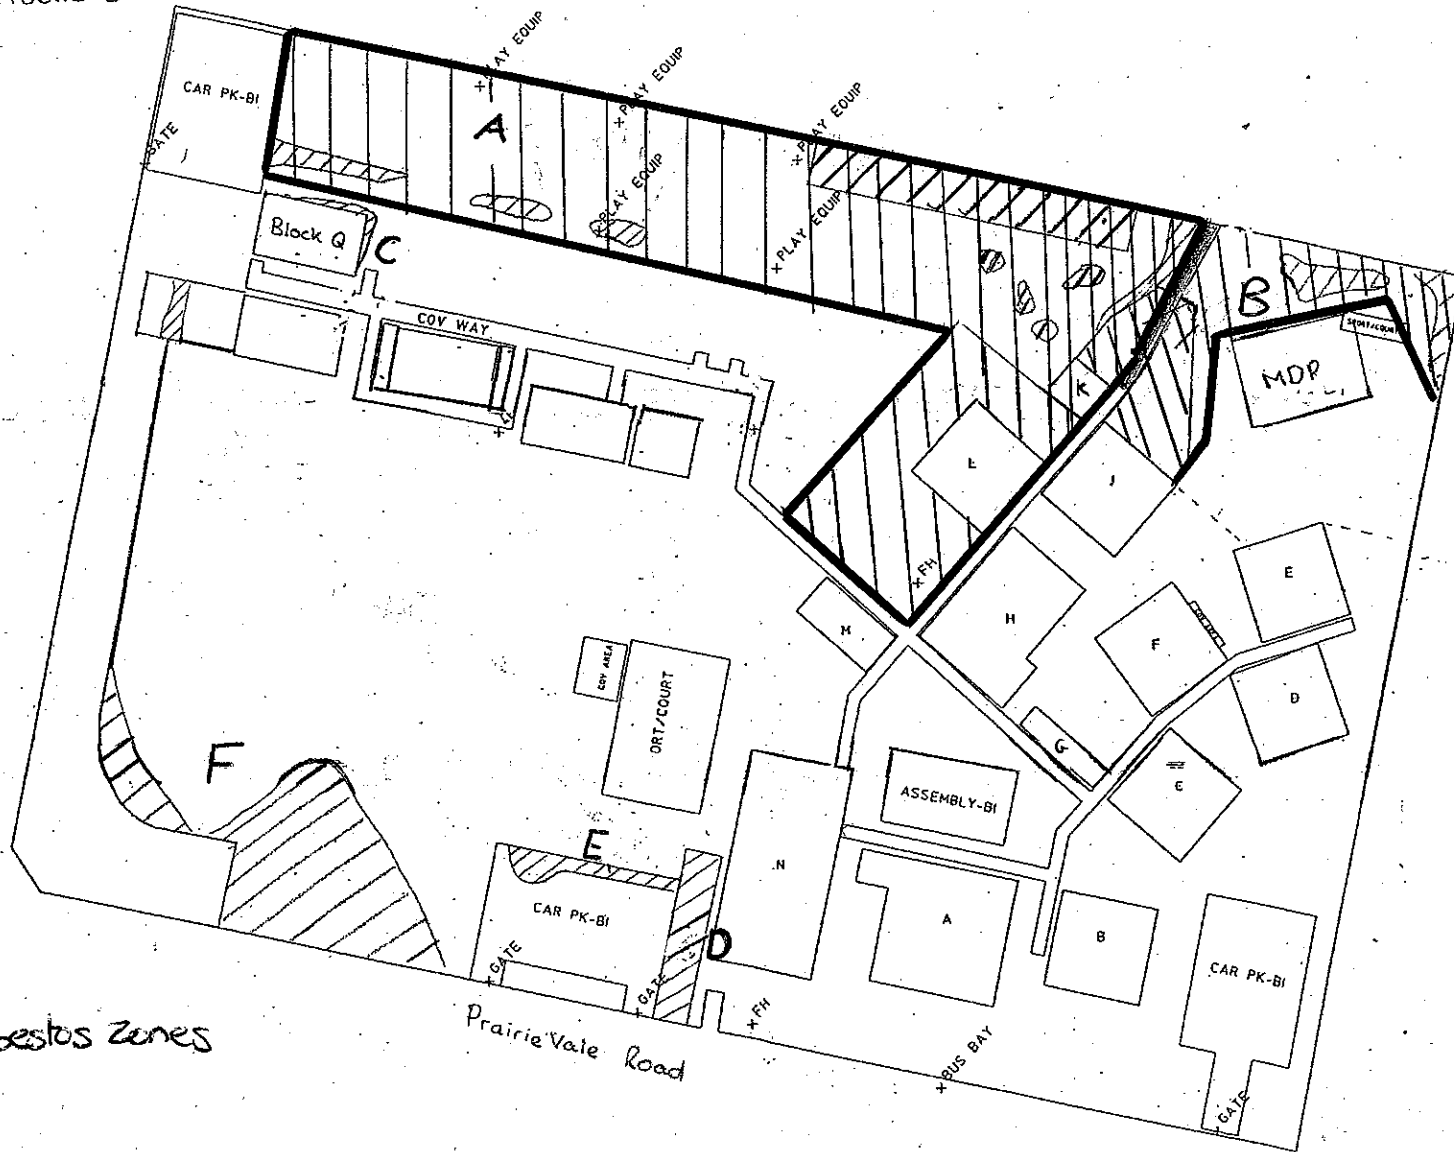 CAR PK-BI
GATE
PLAY EQUIP
PLAY EQUIP
PLAY EQUIP
PLAY EQUIP
PLAY EQUIP
A
Block Q
C
COV WAY
B
MDP
K
L
J
FH
M
H
E
F
D
G
C
COV AREA
ORT/COURT
ASSEMBLY-BI
F
E
CAR PK-BI
GATE
GATE
D
N
A
B
CAR PK-BI
GATE
FH
BUS BAY
Prairie Vale Road
bestos Zones